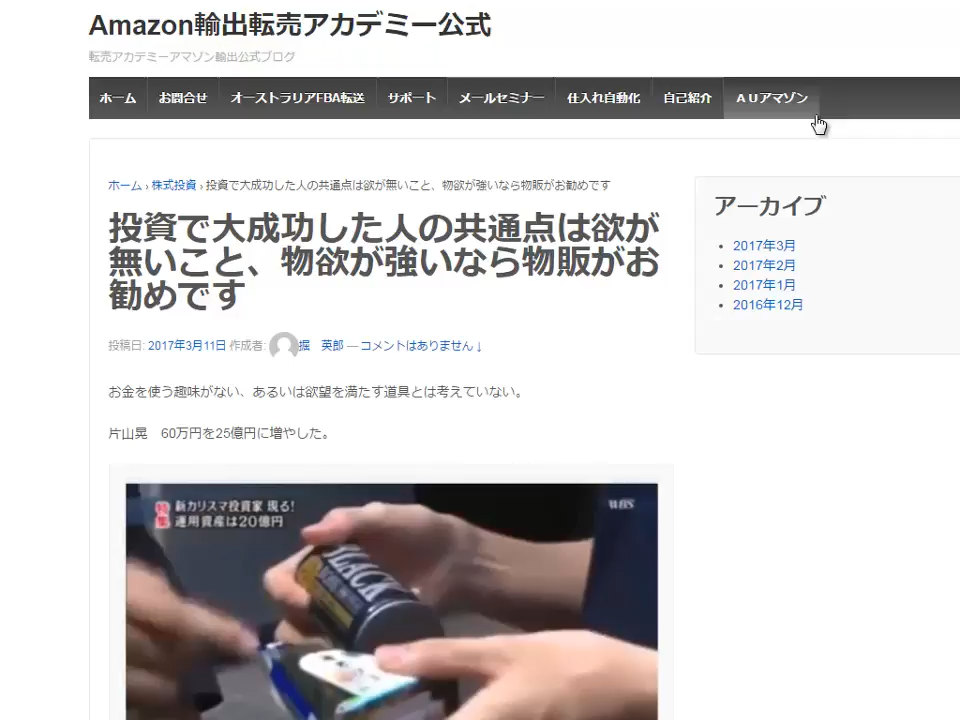 Amazon輸出転売アカデミー公式
転売アカデミーアマゾン輸出公式ブログ
ホーム お問合せ オーストラリアFBA転送 サポート メールセミナー 仕入れ自動化 自己紹介 AUアマゾン
ホーム › 株式投資 › 投資で大成功した人の共通点は欲が無いこと、物欲が強いなら物販がお勧めです
投資で大成功した人の共通点は欲が
無いこと、物欲が強いなら物販がお
勧めです
投稿日: 2017年3月11日 作成者: 掘 英郎 — コメントはありません ↓
お金を使う趣味がない、あるいは欲望を満たす道具とは考えていない。
片山晃 60万円を25億円に増やした。
特集 新カリスマ投資家 現る!
運用資産は20億円
WBS
BLACK
アーカイブ
2017年3月
2017年2月
2017年1月
2016年12月